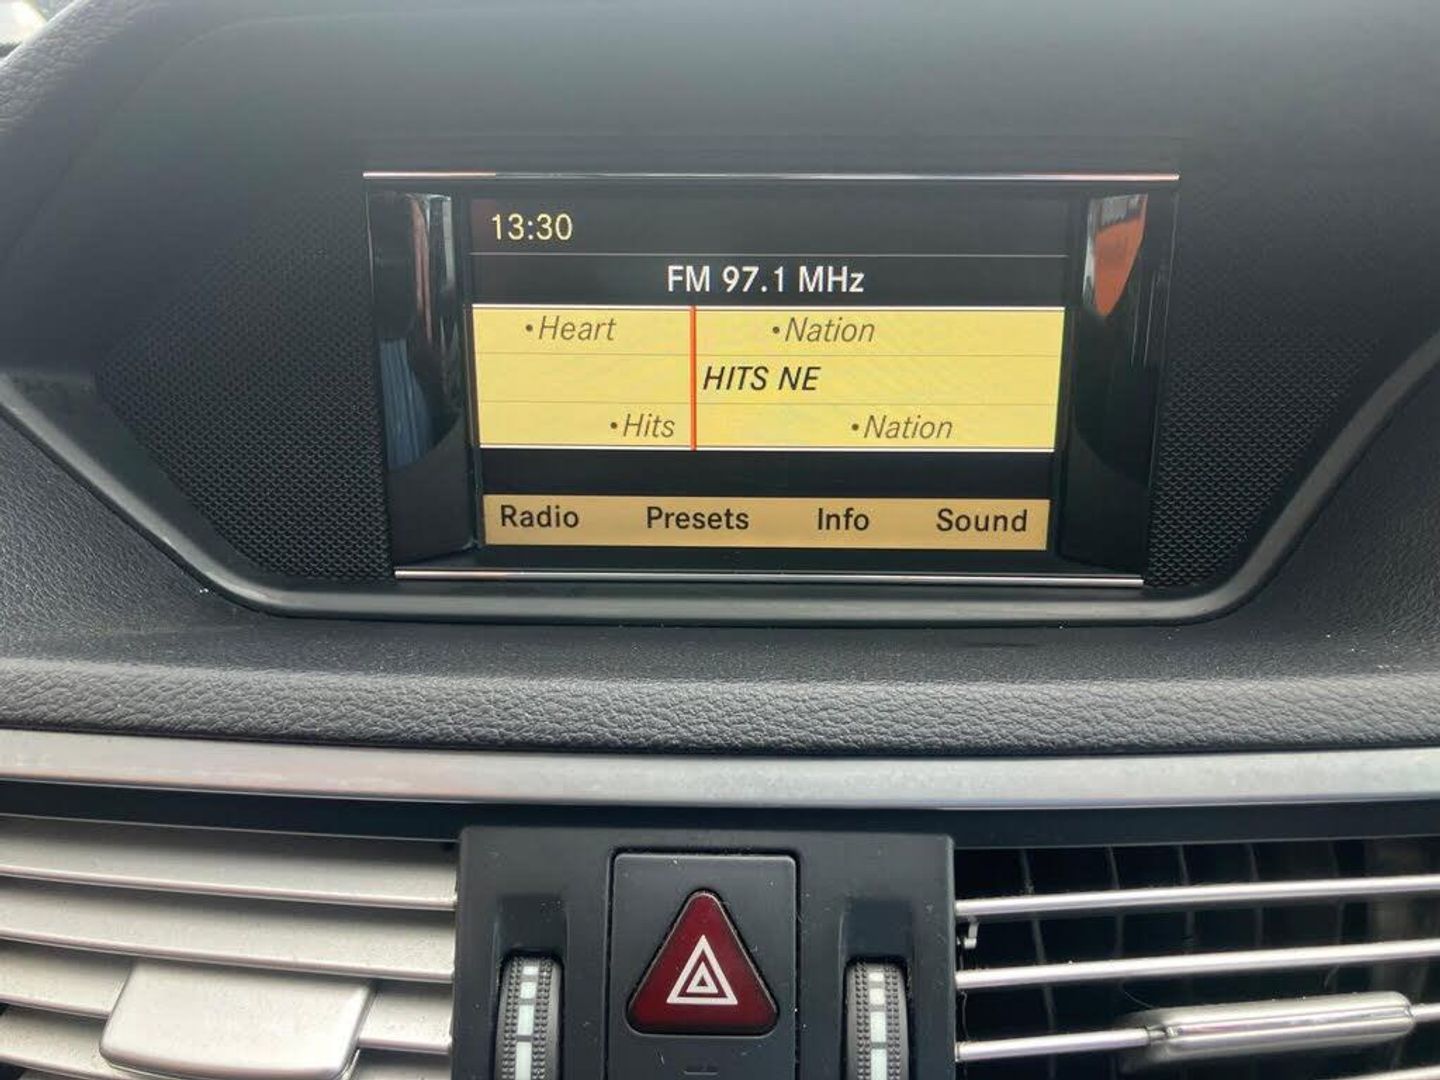 13:30
FM 97.1 MHz
•Heart •Nation
HITS NE
•Hits •Nation
Radio Presets Info Sound